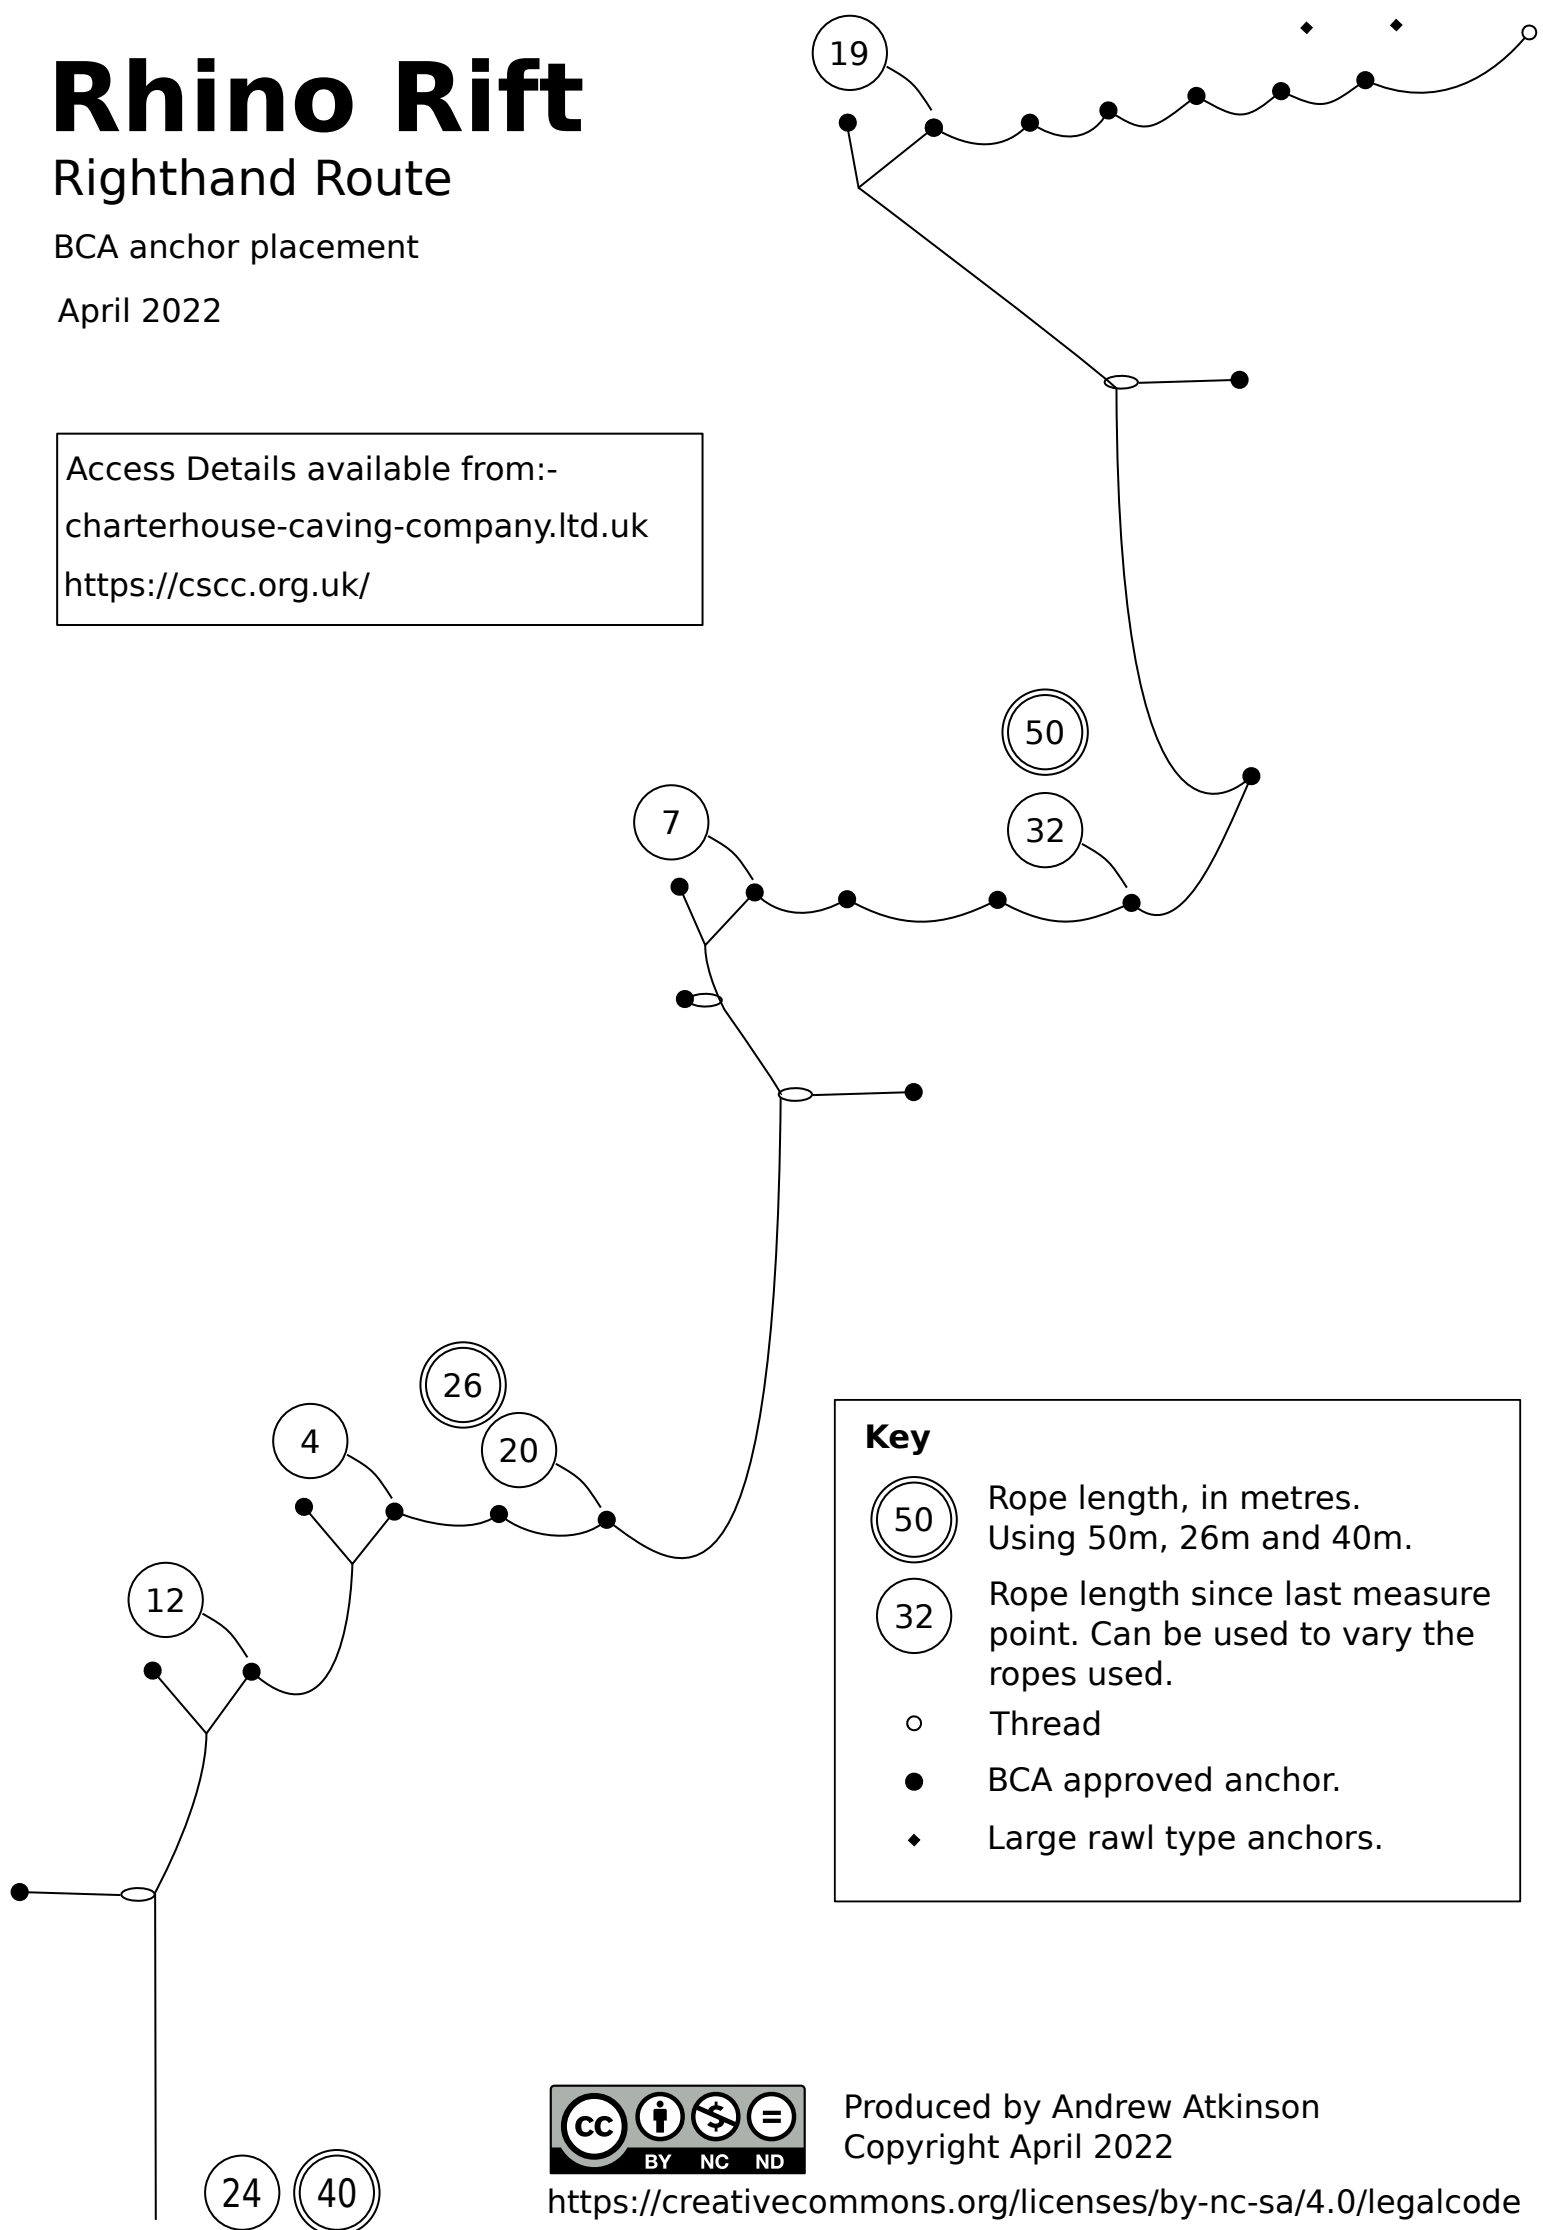 Rhino Rift
Righthand Route
BCA anchor placement
April 2022
19
Access Details available from:-
charterhouse-caving-company.ltd.uk
https://cscc.org.uk/
50
32
7
26
20
4
12
Key
50
Rope length, in metres.
Using 50m, 26m and 40m.
32
Rope length since last measure
point. Can be used to vary the
ropes used.
Thread
BCA approved anchor.
Large rawl type anchors.
24
40
cc
BY NC ND
Produced by Andrew Atkinson
Copyright April 2022
https://creativecommons.org/licenses/by-nc-sa/4.0/legalcode